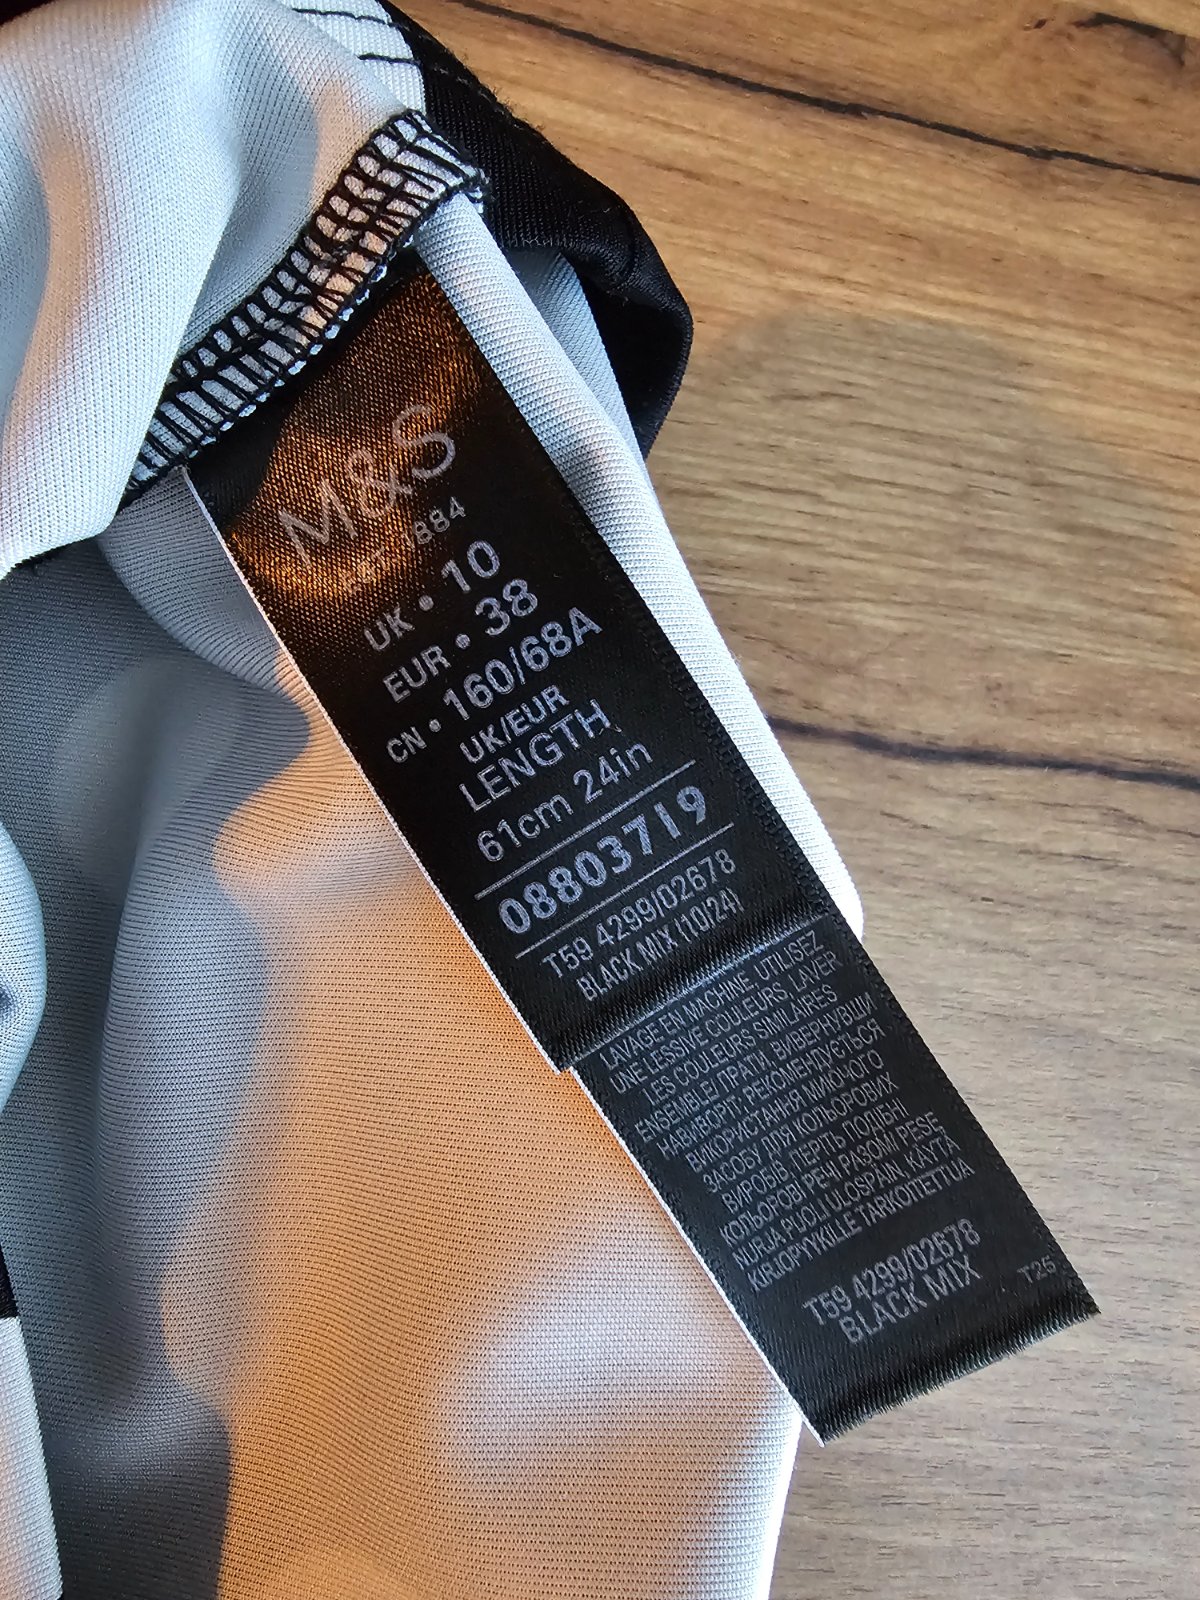 M&S
EST. 1884
UK • 10
EUR • 38
CN • 160/68A
UK/EUR
LENGTH
61cm 24in
08803719
T59 4299/02678
BLACK MIX (10/24)
LAVAGE EN MACHINE, UTILISEZ
UNE LESSIVE COULEURS, LAVER
LES COULEURS SIMILAIRES
ENSEMBLE/ ПРАТИ, ВИВЕРНУВШИ
НАВИВОРІТ; РЕКОМЕНДУЄТЬСЯ
ВИКОРИСТАННЯ МИЮЧОГО
ЗАСОБУ ДЛЯ КОЛЬОРОВИХ
ВИРОБІВ, ПЕРІТЬ ПОДІБНІ
КОЛЬОРОВІ РЕЧІ РАЗОМ/ PESE
NURJA PUOLI ULOSPÄIN, KÄYTÄ
KIRJOPYYKILLE TARKOITETTUA
T59 4299/02678
BLACK MIX
T25